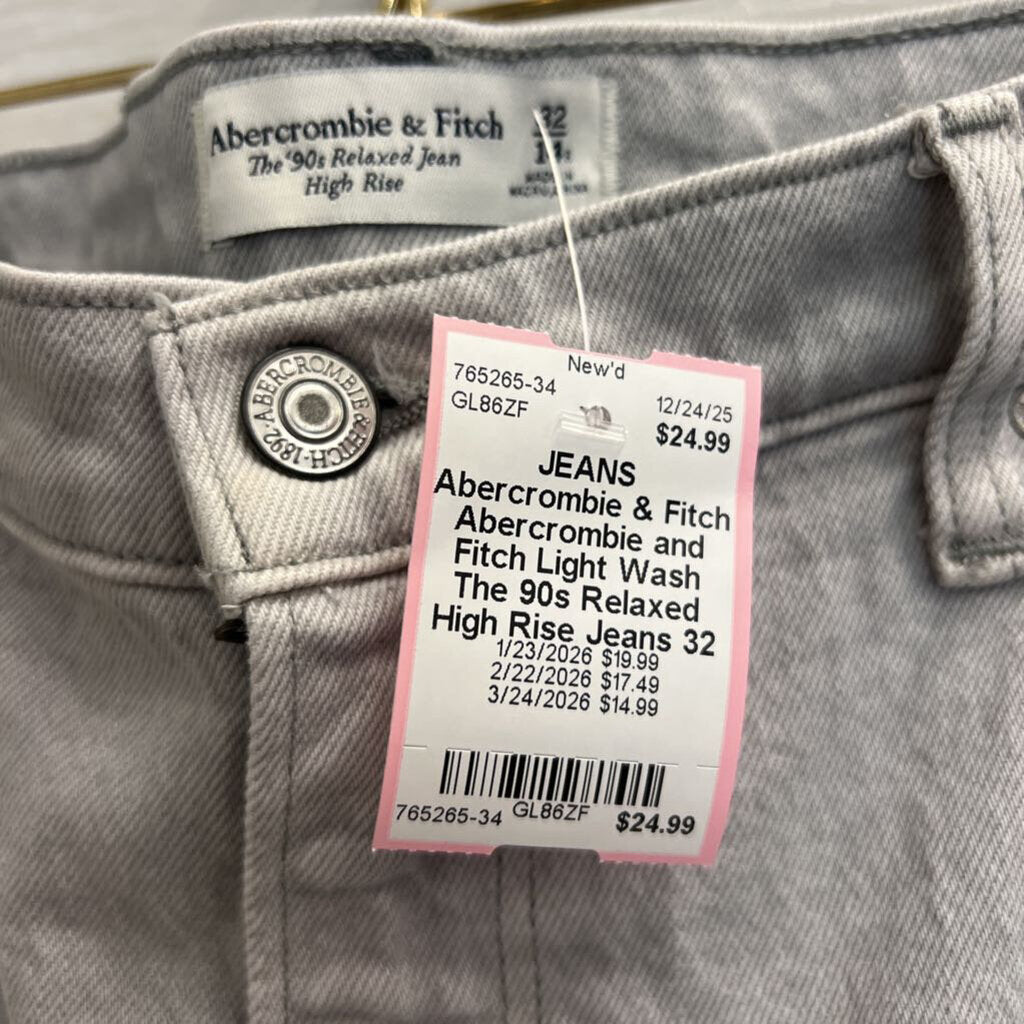 Abercrombie & Fitch
The '90s Relaxed Jean
High Rise
32
ABERCROMBIE & FITCH · 1892 ·
New'd
765265-34
GL86ZF
12/24/25
$24.99
JEANS
Abercrombie & Fitch
Abercrombie and
Fitch Light Wash
The 90s Relaxed
High Rise Jeans 32
1/23/2026 $19.99
2/22/2026 $17.49
3/24/2026 $14.99
765265-34 GL86ZF $24.99